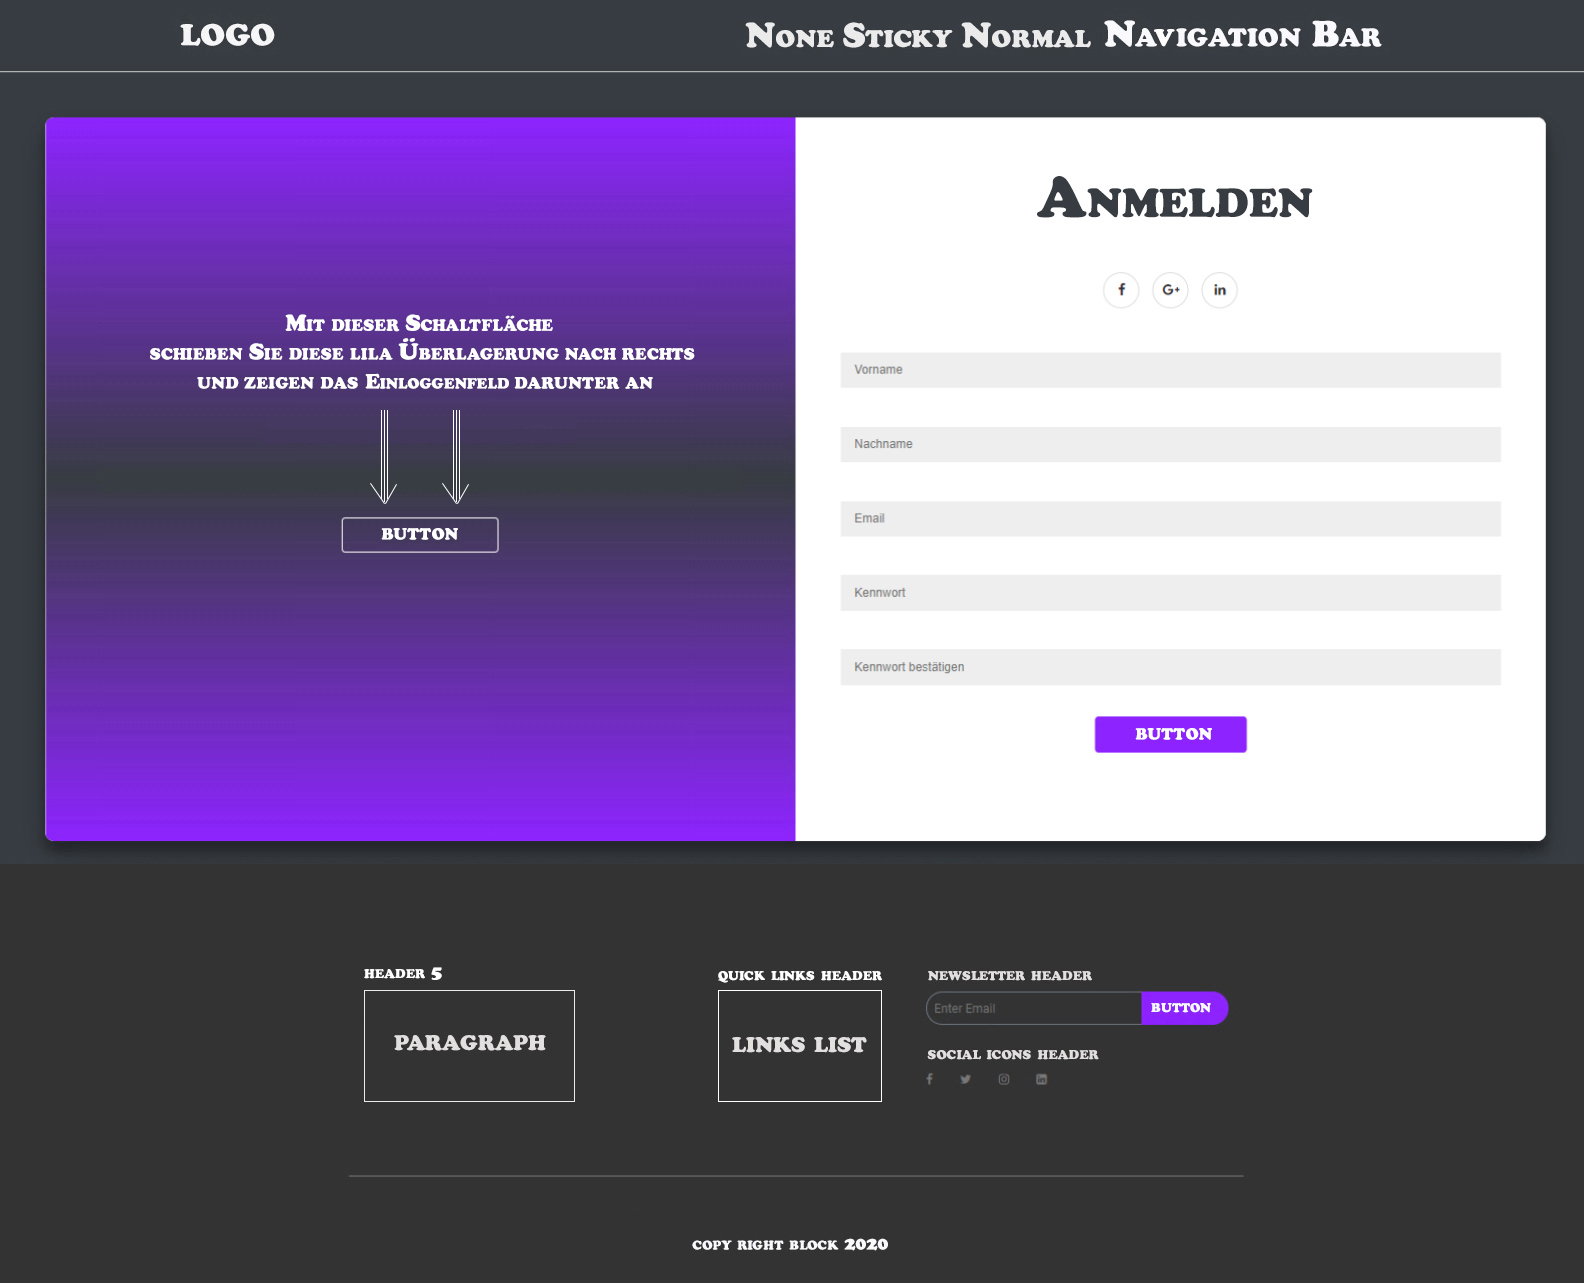 LOGO
None Sticky Normal Navigation Bar
Anmelden
f G+ in
Mit dieser Schaltfläche
schieben Sie diese lila Überlagerung nach rechts
und zeigen das Einloggenfeld darunter an
BUTTON
Vorname
Nachname
Email
Kennwort
Kennwort bestätigen
BUTTON
HEADER 5
PARAGRAPH
QUICK LINKS HEADER
LINKS LIST
NEWSLETTER HEADER
Enter Email
BUTTON
SOCIAL ICONS HEADER
COPY RIGHT BLOCK 2020